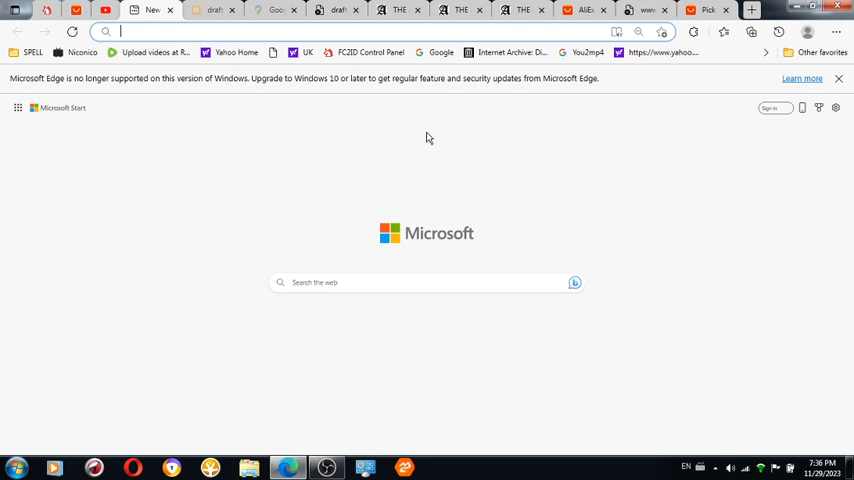 New
draft
Goo
draft
THE
THE
THE
AliEx
www
Pick
SPELL
Niconico
Upload videos at R...
Yahoo Home
UK
FC2ID Control Panel
Google
Internet Archive: Di...
You2mp4
https://www.yahoo....
Other favorites
Microsoft Edge is no longer supported on this version of Windows. Upgrade to Windows 10 or later to get regular feature and security updates from Microsoft Edge.
Learn more
Microsoft Start
Sign in
Microsoft
Search the web
EN
7:36 PM
11/29/2023